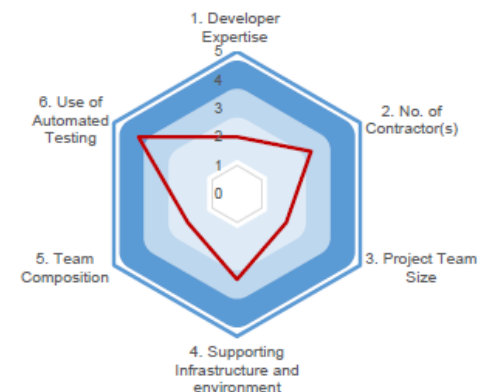 1. Developer
Expertise
5
4
3
2
1
0
2. No. of
Contractor(s)
3. Project Team
Size
4. Supporting
Infrastructure and
environment
5. Team
Composition
6. Use of
Automated
Testing